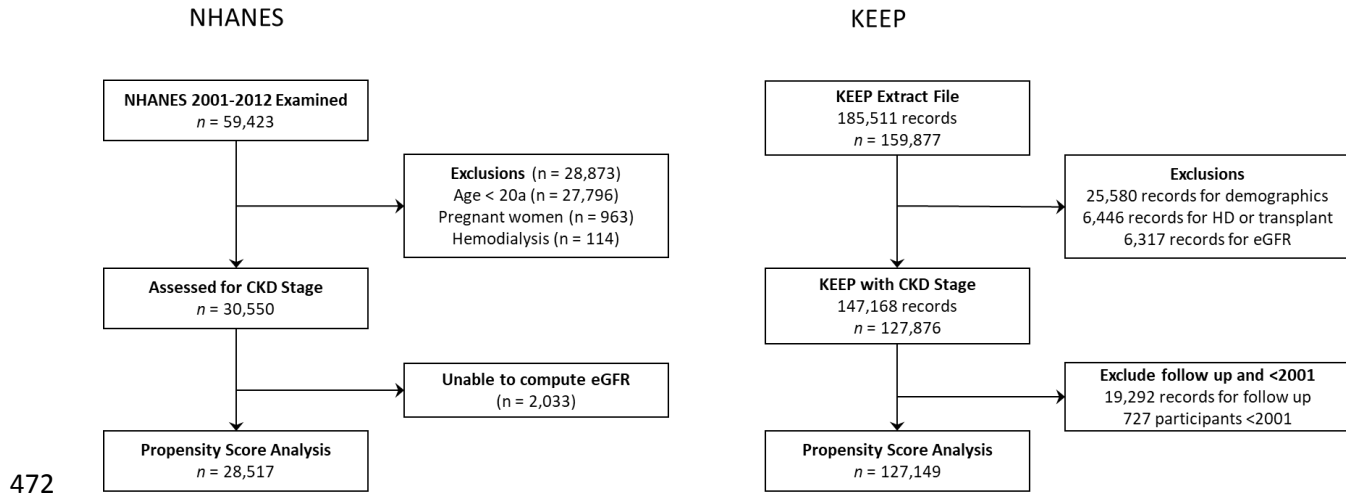 NHANES
NHANES 2001-2012 Examined
n = 59,423
Exclusions (n = 28,873)
Age < 20a (n = 27,796)
Pregnant women (n = 963)
Hemodialysis (n = 114)
Assessed for CKD Stage
n = 30,550
Unable to compute eGFR
(n = 2,033)
Propensity Score Analysis
n = 28,517
KEEP
KEEP Extract File
185,511 records
n = 159,877
Exclusions
25,580 records for demographics
6,446 records for HD or transplant
6,317 records for eGFR
KEEP with CKD Stage
147,168 records
n = 127,876
Exclude follow up and <2001
19,292 records for follow up
727 participants <2001
Propensity Score Analysis
n = 127,149
472